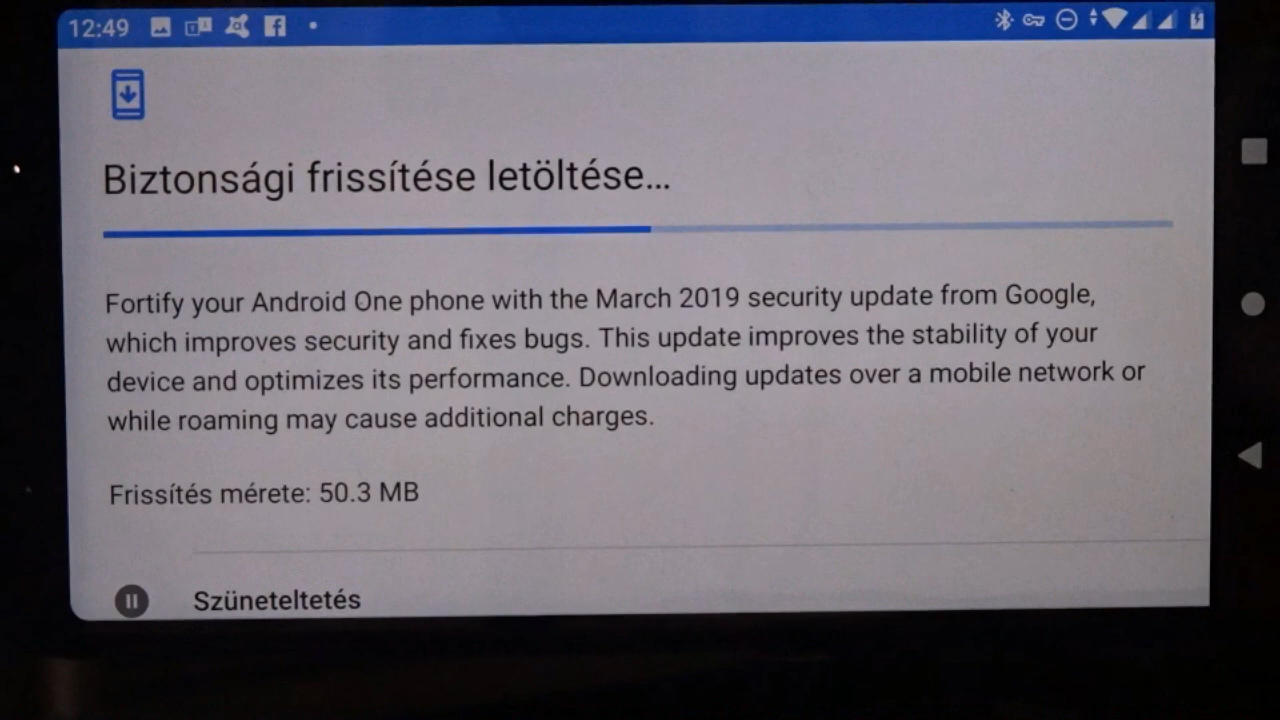 12:49
Biztonsági frissítése letöltése...
Fortify your Android One phone with the March 2019 security update from Google,
which improves security and fixes bugs. This update improves the stability of your
device and optimizes its performance. Downloading updates over a mobile network or
while roaming may cause additional charges.
Frissítés mérete: 50.3 MB
Szüneteltetés